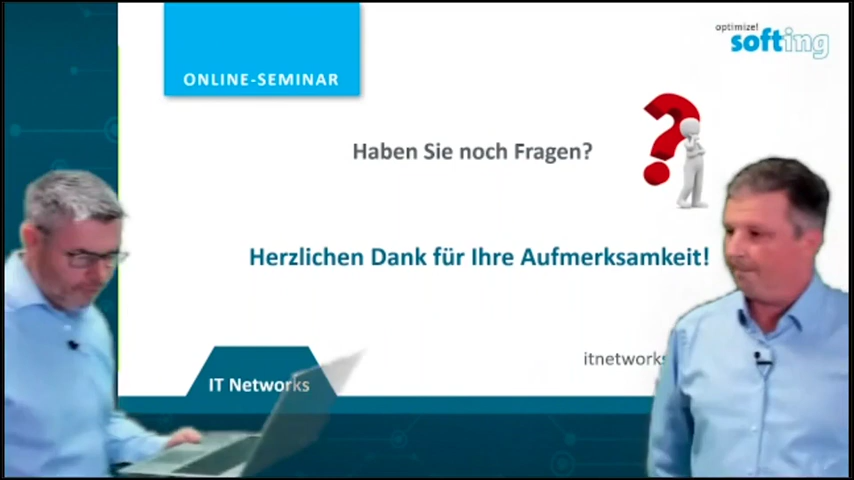 optimize!
softing
ONLINE-SEMINAR
Haben Sie noch Fragen?
Herzlichen Dank für Ihre Aufmerksamkeit!
itnetworks
IT Networks